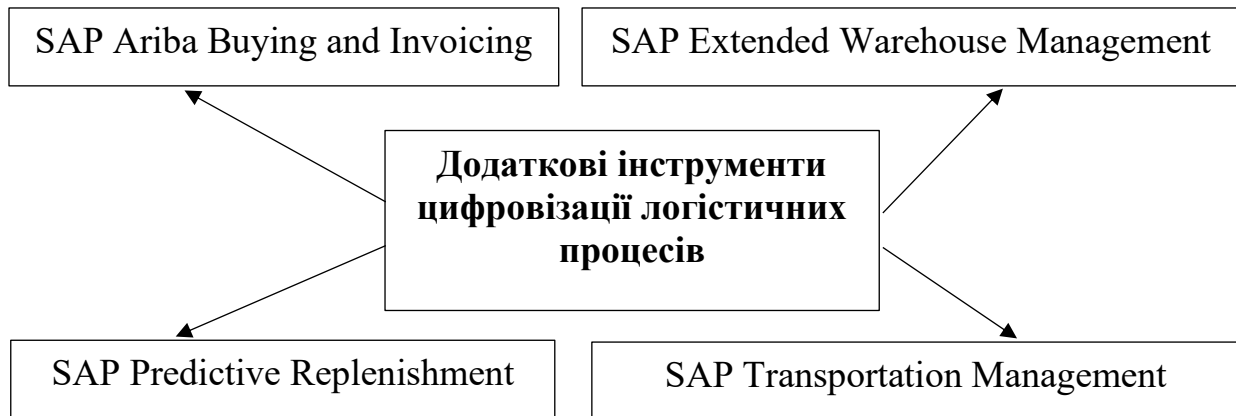 SAP Ariba Buying and Invoicing
SAP Extended Warehouse Management
Додаткові інструменти
цифровізації логістичних
процесів
SAP Predictive Replenishment
SAP Transportation Management